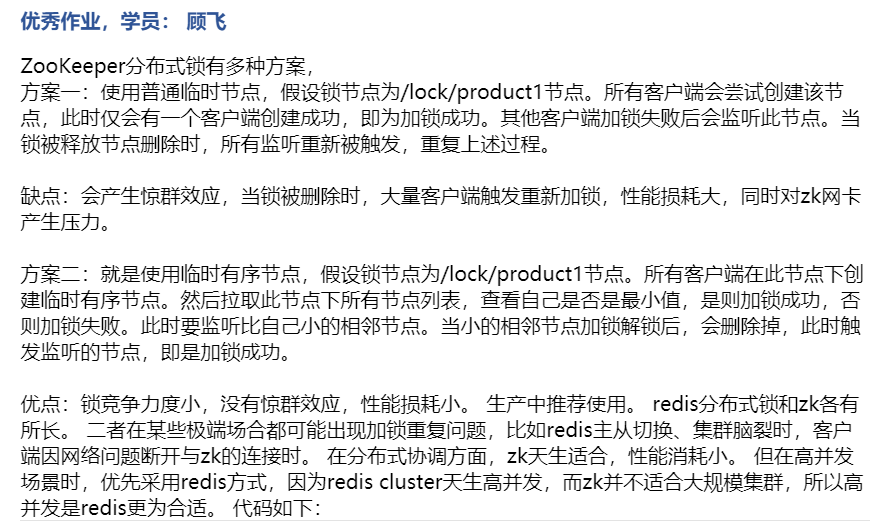 优秀作业，学员： 顾飞
ZooKeeper分布式锁有多种方案，
方案一：使用普通临时节点，假设锁节点为/lock/product1节点。所有客户端会尝试创建该节
点，此时仅会有一个客户端创建成功，即为加锁成功。其他客户端加锁失败后会监听此节点。当
锁被释放节点删除时，所有监听重新被触发，重复上述过程。
缺点：会产生惊群效应，当锁被删除时，大量客户端触发重新加锁，性能损耗大，同时对zk网卡
产生压力。
方案二：就是使用临时有序节点，假设锁节点为/lock/product1节点。所有客户端在此节点下创
建临时有序节点。然后拉取此节点下所有节点列表，查看自己是否是最小值，是则加锁成功，否
则加锁失败。此时要监听比自己小的相邻节点。当小的相邻节点加锁解锁后，会删除掉，此时触
发监听的节点，即是加锁成功。
优点：锁竞争力度小，没有惊群效应，性能损耗小。 生产中推荐使用。 redis分布式锁和zk各有
所长。 二者在某些极端场合都可能出现加锁重复问题，比如redis主从切换、集群脑裂时，客户
端因网络问题断开与zk的连接时。 在分布式协调方面，zk天生适合，性能消耗小。 但在高并发
场景时，优先采用redis方式，因为redis cluster天生高并发，而zk并不适合大规模集群，所以高
并发是redis更为合适。 代码如下：